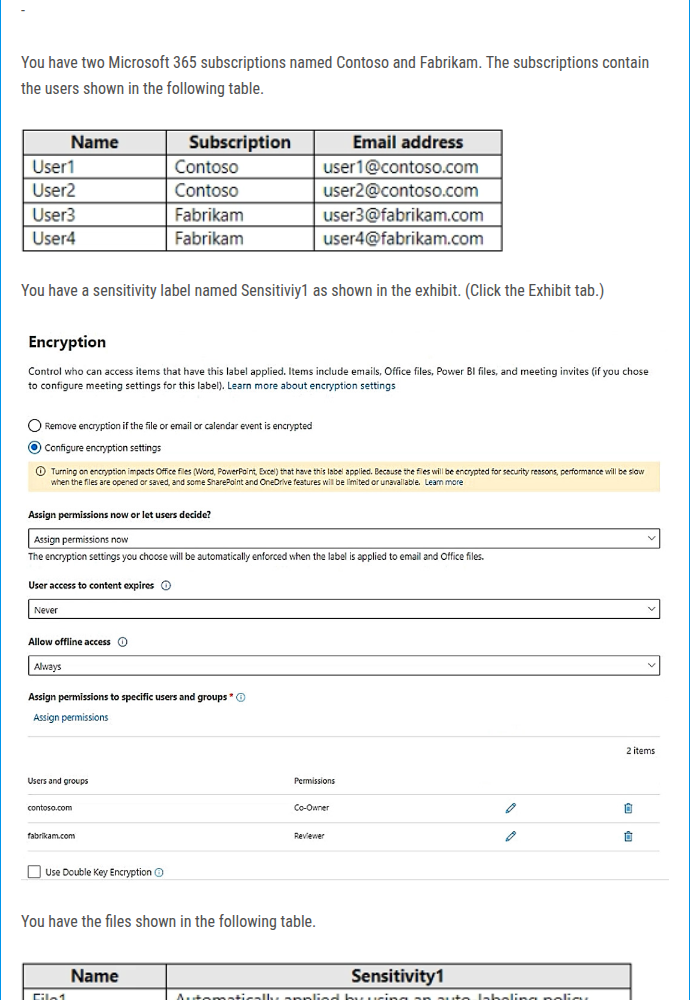 -
You have two Microsoft 365 subscriptions named Contoso and Fabrikam. The subscriptions contain
the users shown in the following table.
Name Subscription Email address
User1 Contoso user1@contoso.com
User2 Contoso user2@contoso.com
User3 Fabrikam user3@fabrikam.com
User4 Fabrikam user4@fabrikam.com
You have a sensitivity label named Sensitiviy1 as shown in the exhibit. (Click the Exhibit tab.)
Encryption
Control who can access items that have this label applied. Items include emails, Office files, Power BI files, and meeting invites (if you chose
to configure meeting settings for this label). Learn more about encryption settings
Remove encryption if the file or email or calendar event is encrypted
Configure encryption settings
Turning on encryption impacts Office files (Word, PowerPoint, Excel) that have this label applied. Because the files will be encrypted for security reasons, performance will be slow
when the files are opened or saved, and some SharePoint and OneDrive features will be limited or unavailable. Learn more
Assign permissions now or let users decide?
Assign permissions now
The encryption settings you choose will be automatically enforced when the label is applied to email and Office files.
User access to content expires
Never
Allow offline access
Always
Assign permissions to specific users and groups *
Assign permissions
2 items
Users and groups Permissions
contoso.com Co-Owner
fabrikam.com Reviewer
Use Double Key Encryption
You have the files shown in the following table.
Name Sensitivity1
File1 Automatically applied by using an auto-labeling policy